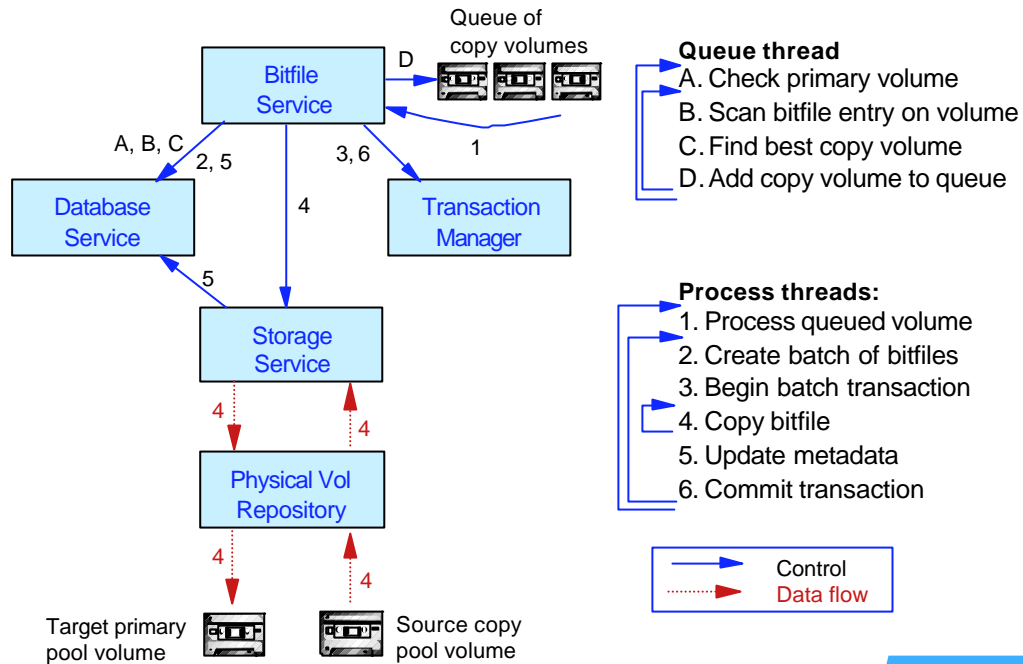 Queue of
copy volumes
Bitfile
Service
D
1
A, B, C
2, 5
3, 6
4
Database
Service
Transaction
Manager
5
Storage
Service
4
4
Physical Vol
Repository
4
4
Target primary
pool volume
Source copy
pool volume
Queue thread
A. Check primary volume
B. Scan bitfile entry on volume
C. Find best copy volume
D. Add copy volume to queue
Process threads:
1. Process queued volume
2. Create batch of bitfiles
3. Begin batch transaction
4. Copy bitfile
5. Update metadata
6. Commit transaction
Control
Data flow